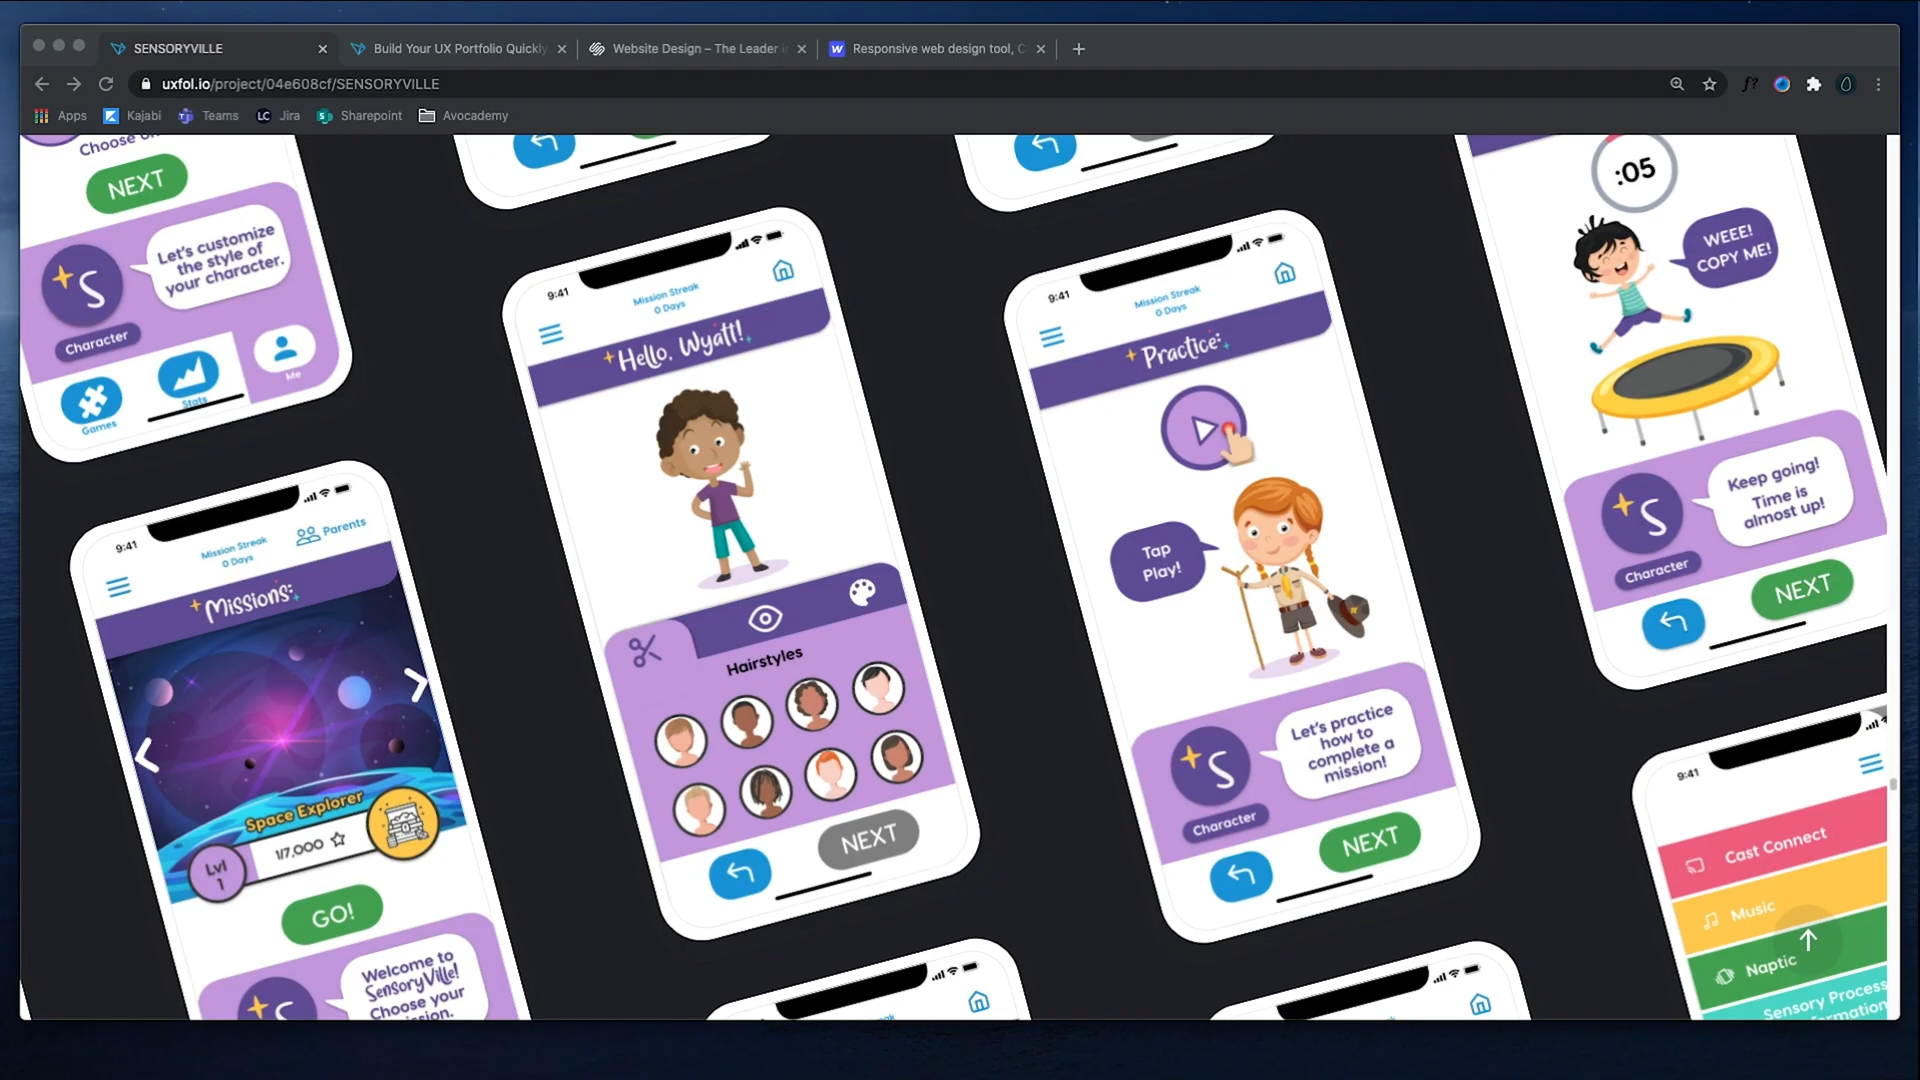 SENSORYVILLE
Build Your UX Portfolio Quickly
Website Design – The Leader i
Responsive web design tool, C
uxfol.io/project/04e608cf/SENSORYVILLE
Apps
Kajabi
Teams
LC
Jira
Sharepoint
Avocademy
NEXT
Let's customize
the style of
your character.
S
Character
Games
Stats
Me
9:41
Mission Streak
0 Days
Parents
Missions:
Space Explorer
Lvl
1
1/7,000
GO!
Welcome to
SensoryVille!
Choose your
9:41
Mission Streak
0 Days
Hello, Wyatt!
Hairstyles
NEXT
9:41
Mission Streak
0 Days
Practice:
Tap
Play!
S
Character
Let's practice
how to
complete a
mission!
NEXT
:05
WEEE!
COPY ME!
S
Character
Keep going!
Time is
almost up!
NEXT
9:41
Cast Connect
Music
Naptic
Sensory Process